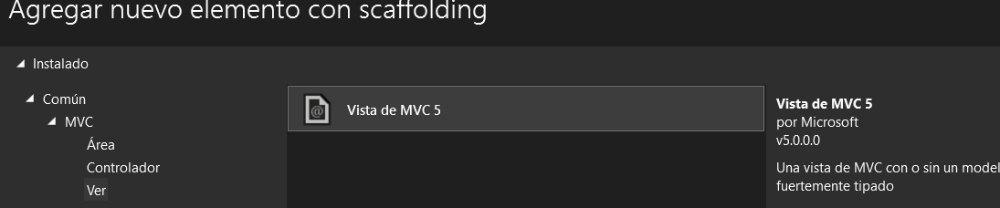 Agregar nuevo elemento con scaffolding
Instalado
Común
MVC
Área
Controlador
Ver
Vista de MVC 5
Vista de MVC 5
por Microsoft
v5.0.0.0
Una vista de MVC con o sin un model
fuertemente tipado